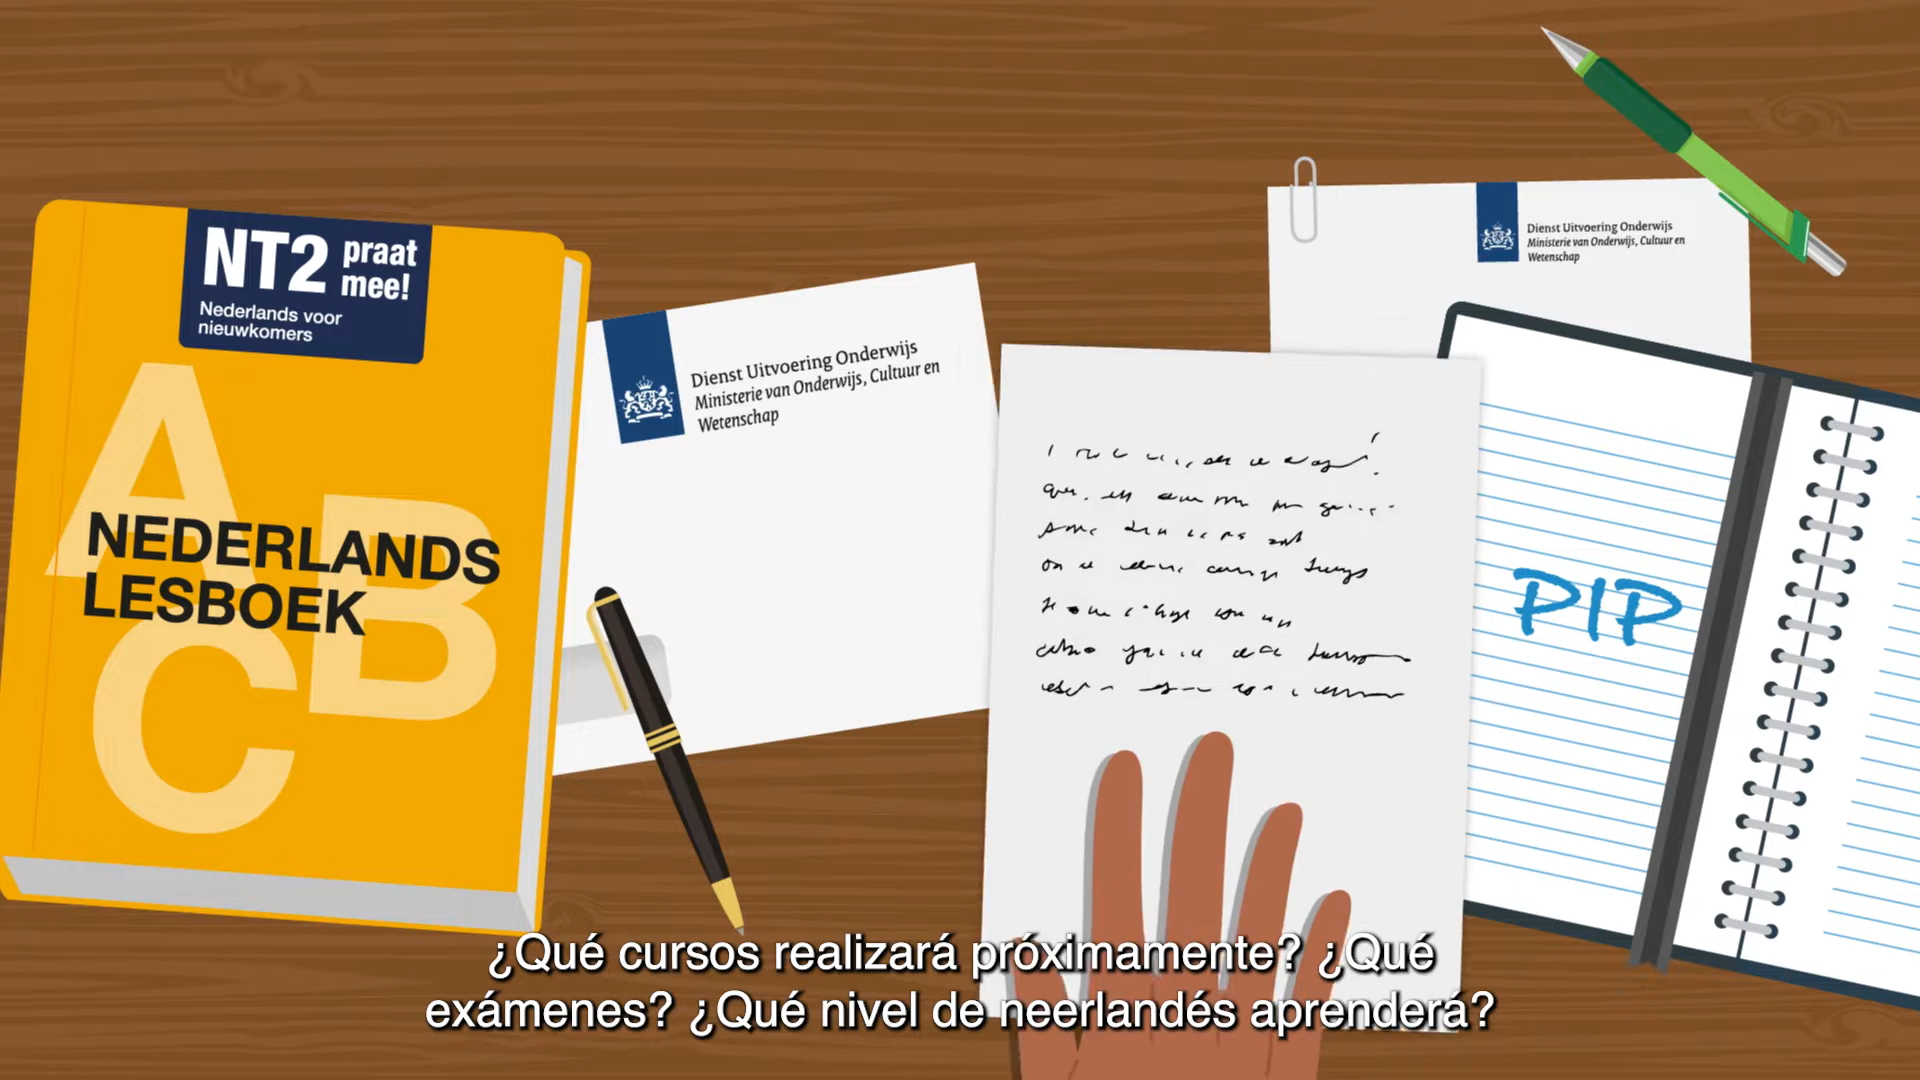 NT2 praat mee!
Nederlands voor
nieuwkomers
A
B
C
NEDERLANDS
LESBOEK
Dienst Uitvoering Onderwijs
Ministerie van Onderwijs, Cultuur en
Wetenschap
Dienst Uitvoering Onderwijs
Ministerie van Onderwijs, Cultuur en
Wetenschap
PIP
¿Qué cursos realizará próximamente? ¿Qué
exámenes? ¿Qué nivel de neerlandés aprenderá?